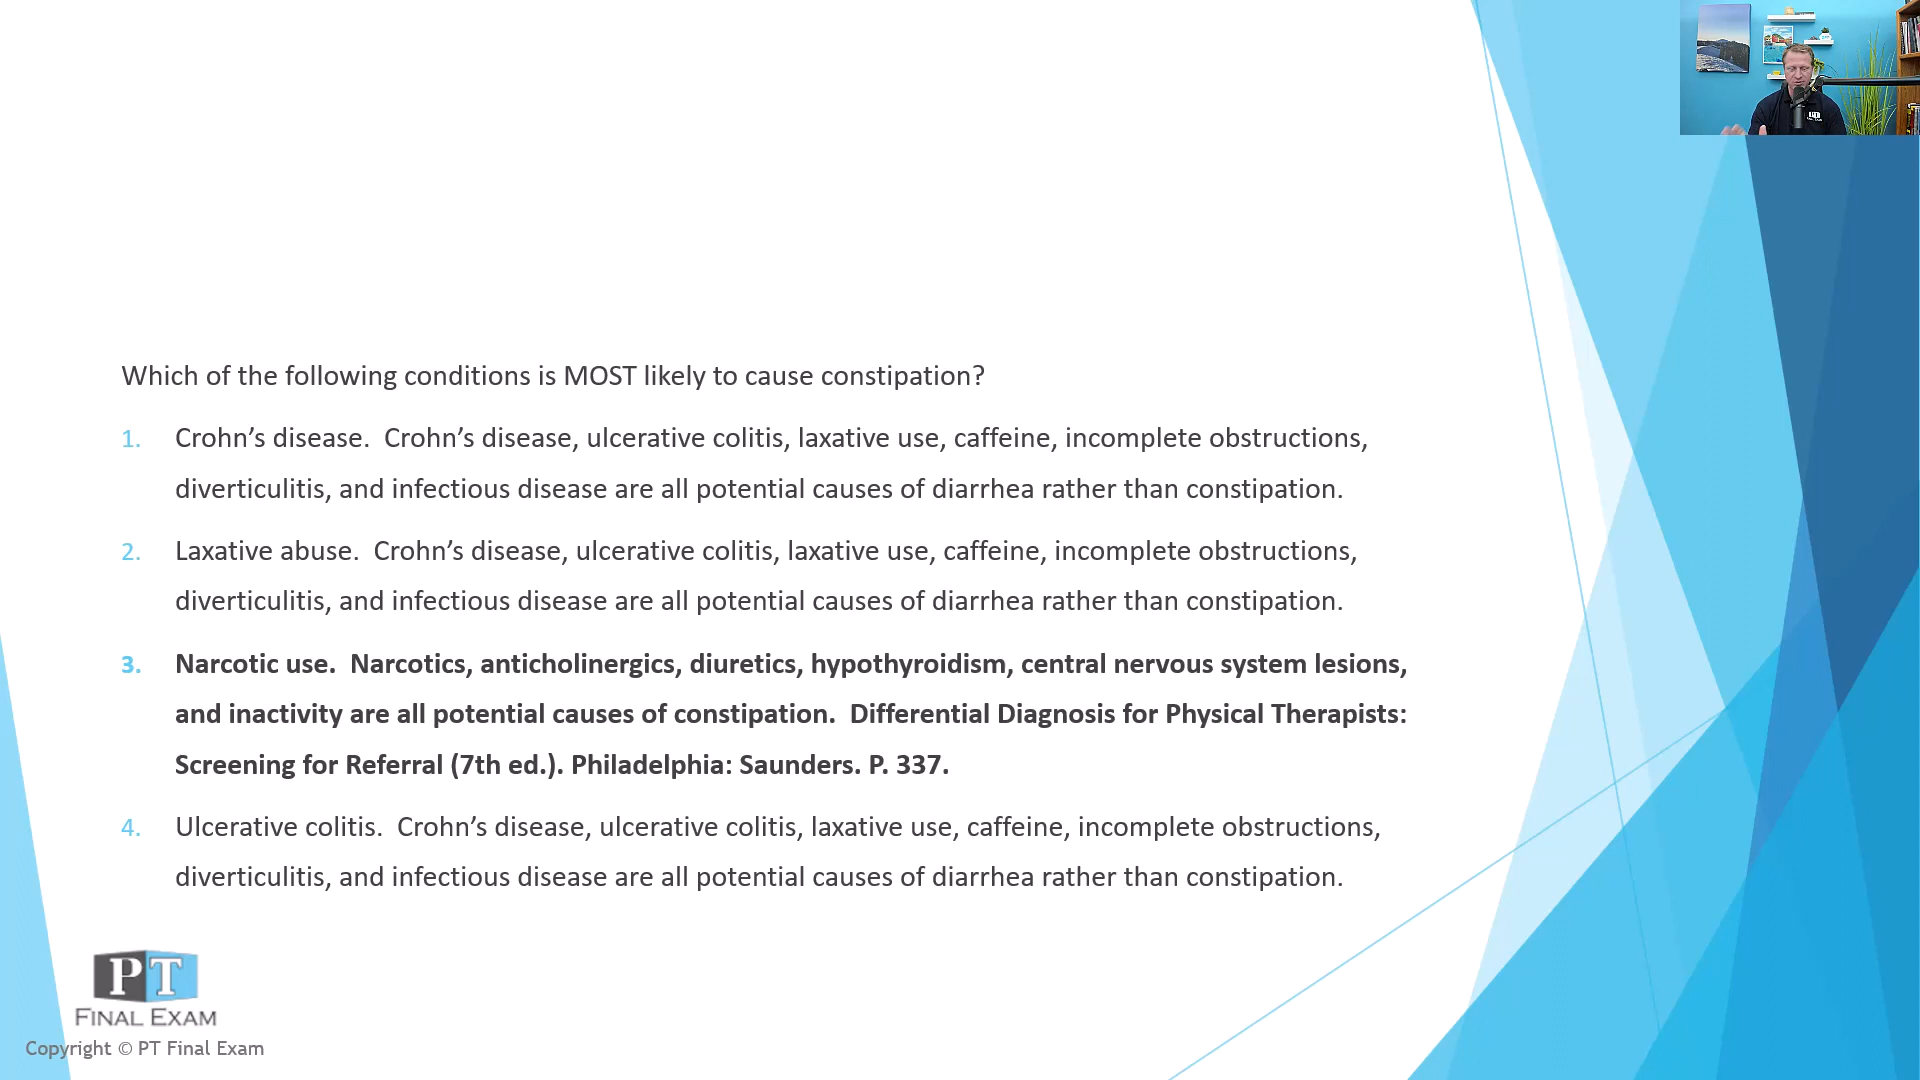 Which of the following conditions is MOST likely to cause constipation?
1. Crohn’s disease.  Crohn’s disease, ulcerative colitis, laxative use, caffeine, incomplete obstructions,
diverticulitis, and infectious disease are all potential causes of diarrhea rather than constipation.
2. Laxative abuse.  Crohn’s disease, ulcerative colitis, laxative use, caffeine, incomplete obstructions,
diverticulitis, and infectious disease are all potential causes of diarrhea rather than constipation.
3. Narcotic use.  Narcotics, anticholinergics, diuretics, hypothyroidism, central nervous system lesions,
and inactivity are all potential causes of constipation.  Differential Diagnosis for Physical Therapists:
Screening for Referral (7th ed.). Philadelphia: Saunders. P. 337.
4. Ulcerative colitis.  Crohn’s disease, ulcerative colitis, laxative use, caffeine, incomplete obstructions,
diverticulitis, and infectious disease are all potential causes of diarrhea rather than constipation.
PT
FINAL EXAM
Copyright © PT Final Exam